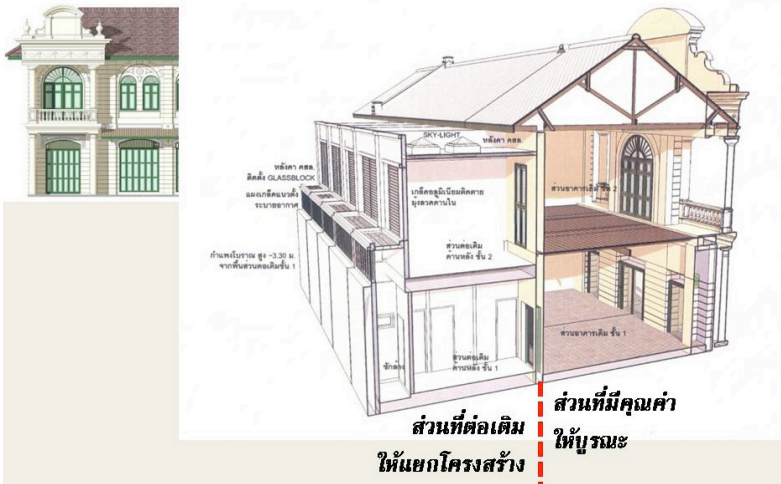 SKY-LIGHT
หลังคา คสล.
หลังคา คสล.
ติดตั้ง GLASSBLOCK
แผงเกล็ดแนวตั้ง
ระบายอากาศ
เกล็ดอลูมิเนียมติดตาย
มุ้งลวดด้านใน
ส่วนอาคารเดิม ชั้น 2
กำแพงโบราณ สูง ~3.30 ม.
จากพื้นส่วนต่อเติมชั้น 1
ส่วนต่อเติม
ด้านหลัง ชั้น 2
ส่วนอาคารเดิม ชั้น 1
ซักล้าง
ส่วนต่อเติม
ด้านหลัง ชั้น 1
ส่วนที่ต่อเติม
ให้แยกโครงสร้าง
ส่วนที่มีคุณค่า
ให้บูรณะ